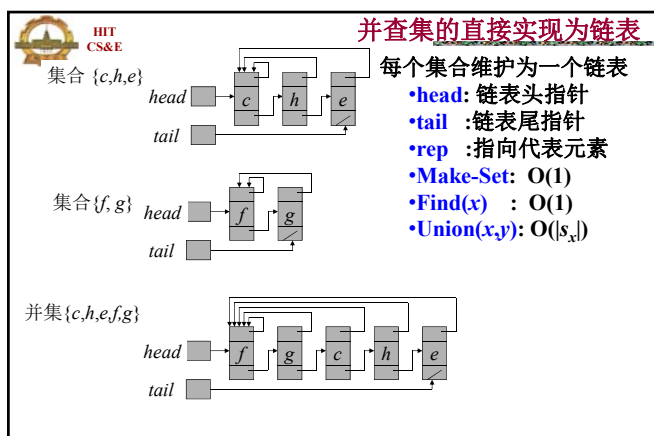 HIT
CS&E
并查集的直接实现为链表
集合 {c,h,e}
head
tail
c
h
e
每个集合维护为一个链表
•head: 链表头指针
•tail :链表尾指针
•rep :指向代表元素
•Make-Set: O(1)
•Find(x) : O(1)
•Union(x,y): O(|sₓ|)
集合{f, g}
head
tail
f
g
并集{c,h,e,f,g}
head
tail
f
g
c
h
e